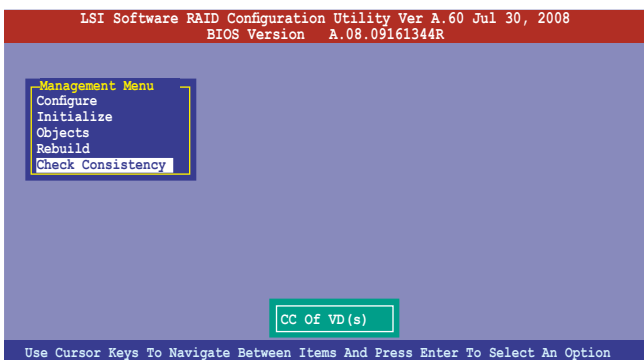 LSI Software RAID Configuration Utility Ver A.60 Jul 30, 2008
BIOS Version A.08.09161344R
Management Menu
Configure
Initialize
Objects
Rebuild
Check Consistency
CC Of VD(s)
Use Cursor Keys To Navigate Between Items And Press Enter To Select An Option